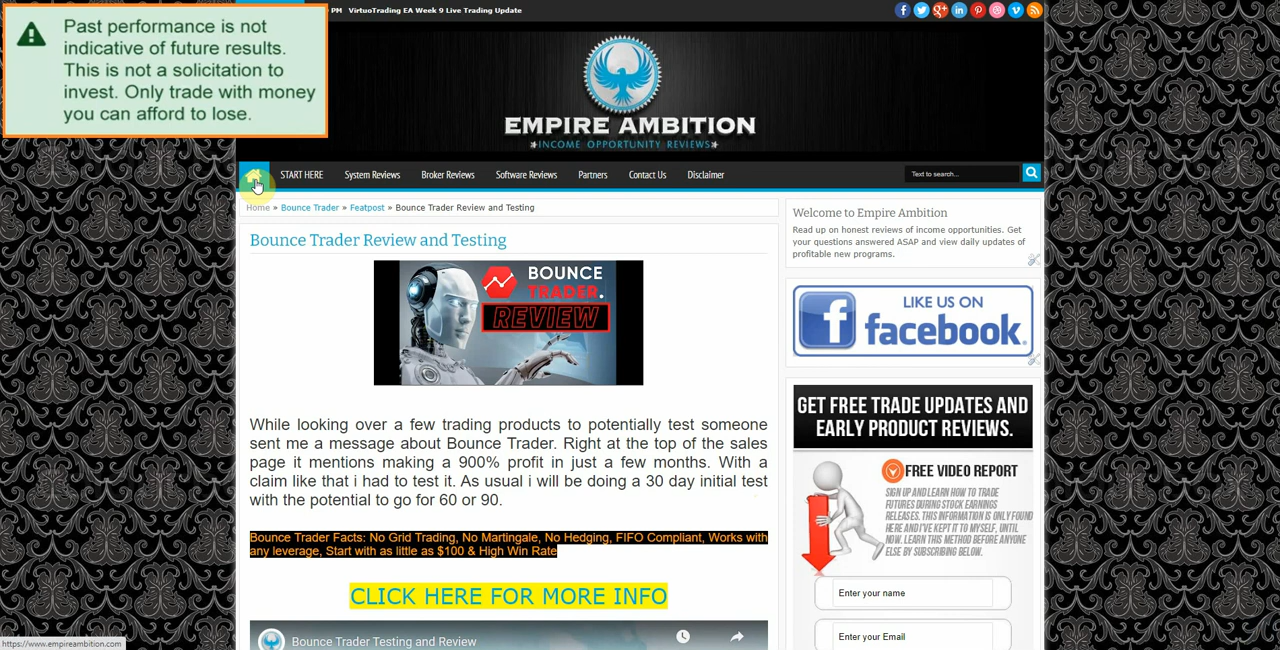 Past performance is not
indicative of future results.
This is not a solicitation to
invest. Only trade with money
you can afford to lose.
PM VirtuoTrading EA Week 9 Live Trading Update
EMPIRE AMBITION
INCOME OPPORTUNITY REVIEWS
START HERE System Reviews Broker Reviews Software Reviews Partners Contact Us Disclaimer
Text to search...
Home » Bounce Trader » Featpost » Bounce Trader Review and Testing
Bounce Trader Review and Testing
BOUNCE
TRADER.
REVIEW
While looking over a few trading products to potentially test someone
sent me a message about Bounce Trader. Right at the top of the sales
page it mentions making a 900% profit in just a few months. With a
claim like that i had to test it. As usual i will be doing a 30 day initial test
with the potential to go for 60 or 90.
Bounce Trader Facts: No Grid Trading, No Martingale, No Hedging, FIFO Compliant, Works with
any leverage, Start with as little as $100 & High Win Rate
CLICK HERE FOR MORE INFO
Bounce Trader Testing and Review
Welcome to Empire Ambition
Read up on honest reviews of income opportunities. Get
your questions answered ASAP and view daily updates of
profitable new programs.
LIKE US ON
facebook.
GET FREE TRADE UPDATES AND
EARLY PRODUCT REVIEWS.
FREE VIDEO REPORT
SIGN UP AND LEARN HOW TO TRADE
FUTURES DURING STOCK EARNINGS
RELEASES. THIS INFORMATION IS ONLY FOUND
HERE AND I'VE KEPT IT TO MYSELF, UNTIL
NOW. LEARN THIS METHOD BEFORE ANYONE
ELSE BY SUBSCRIBING BELOW.
Enter your name
Enter your Email
https://www.empireambition.com